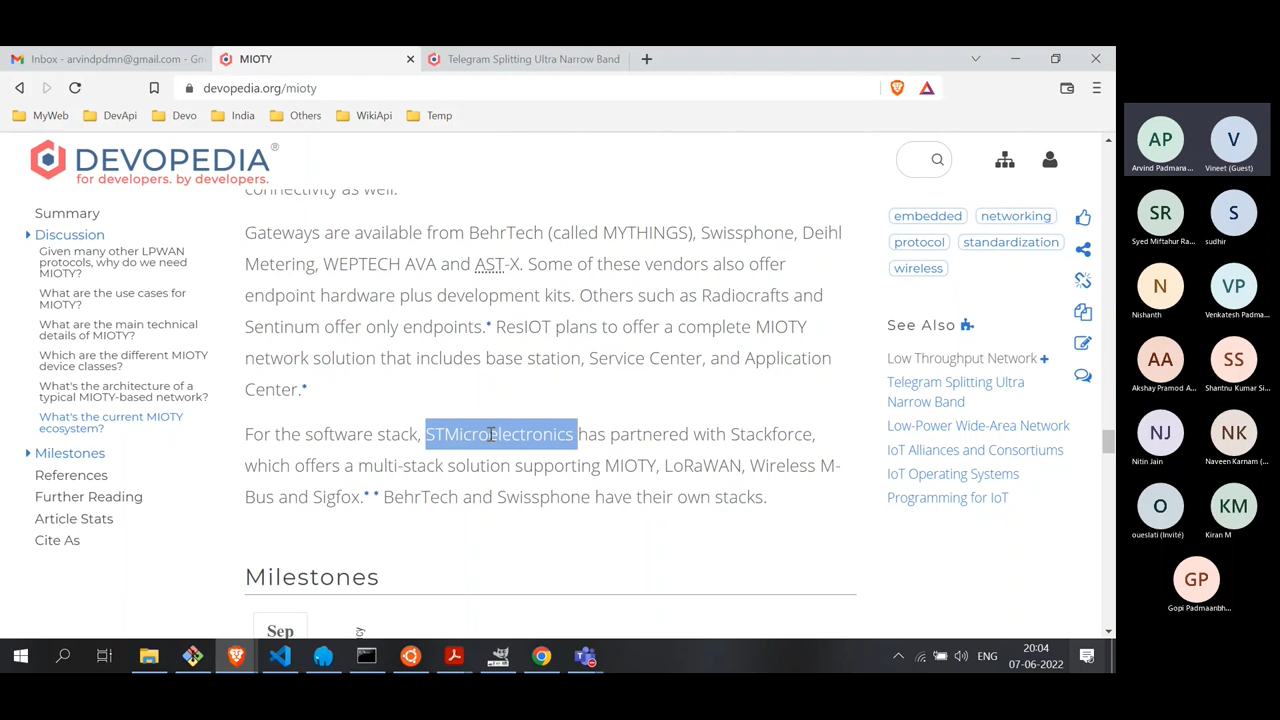 Inbox - arvindpdmn@gmail.com - Gm
MIOTY
Telegram Splitting Ultra Narrow Band
devopedia.org/mioty
MyWeb
DevApi
Devo
India
Others
WikiApi
Temp
DEVOPEDIA®
for developers. by developers.
Summary
Discussion
Given many other LPWAN
protocols, why do we need
MIOTY?
What are the use cases for
MIOTY?
What are the main technical
details of MIOTY?
Which are the different MIOTY
device classes?
What's the architecture of a
typical MIOTY-based network?
What's the current MIOTY
ecosystem?
Milestones
References
Further Reading
Article Stats
Cite As
connectivity as well.
Gateways are available from BehrTech (called MYTHINGS), Swissphone, Deihl
Metering, WEPTECH AVA and AST-X. Some of these vendors also offer
endpoint hardware plus development kits. Others such as Radiocrafts and
Sentinum offer only endpoints.* ResIOT plans to offer a complete MIOTY
network solution that includes base station, Service Center, and Application
Center.*
For the software stack, STMicroelectronics has partnered with Stackforce,
which offers a multi-stack solution supporting MIOTY, LoRaWAN, Wireless M-
Bus and Sigfox.* * BehrTech and Swissphone have their own stacks.
Milestones
Sep
embedded
networking
protocol
standardization
wireless
See Also
Low Throughput Network +
Telegram Splitting Ultra
Narrow Band
Low-Power Wide-Area Network
IoT Alliances and Consortiums
IoT Operating Systems
Programming for IoT
AP
Arvind Padmana...
V
Vineet (Guest)
SR
Syed Miftahur Ra...
S
sudhir
N
Nishanth
VP
Venkatesh Padma...
AA
Akshay Pramod A...
SS
Shantnu Kumar Si...
NJ
Nitin Jain
NK
Naveen Karnam (...
O
oueslati (Invité)
KM
Kiran M
GP
Gopi Padmaanbh...
ENG
20:04
07-06-2022